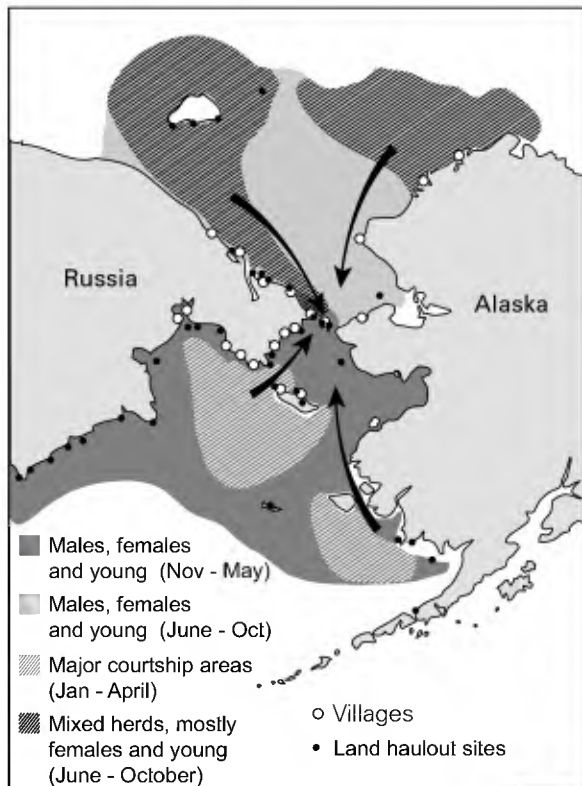 Russia
Alaska
Males, females
and young (Nov - May)
Males, females
and young (June - Oct)
Major courtship areas
(Jan - April)
Mixed herds, mostly
females and young
(June - October)
Villages
Land haulout sites